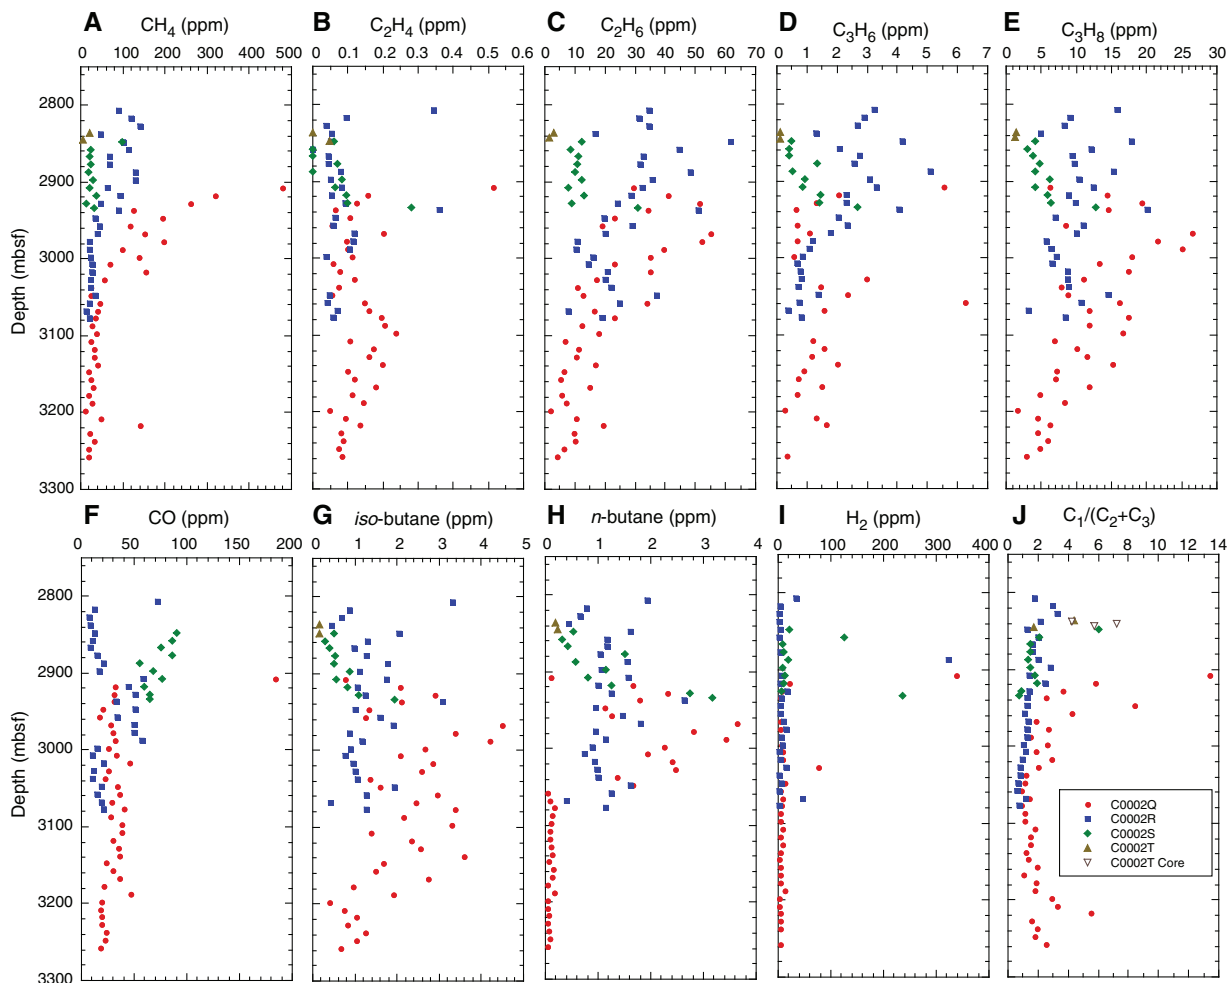 A CH4 (ppm)
0 100 200 300 400 500
B C2H4 (ppm)
0 0.1 0.2 0.3 0.4 0.5 0.6
C C2H6 (ppm)
0 10 20 30 40 50 60 70
D C3H6 (ppm)
0 1 2 3 4 5 6 7
E C3H8 (ppm)
5 10 15 20 25 30
Depth (mbsf)
2800
2900
3000
3100
3200
3300
F CO (ppm)
0 50 100 150 200
G iso-butane (ppm)
0 1 2 3 4 5
H n-butane (ppm)
0 1 2 3 4
I H2 (ppm)
0 100 200 300 400
J C1/(C2+C3)
0 2 4 6 8 10 12 14
Depth (mbsf)
2800
2900
3000
3100
3200
3300
C0002Q
C0002R
C0002S
C0002T
C0002T Core